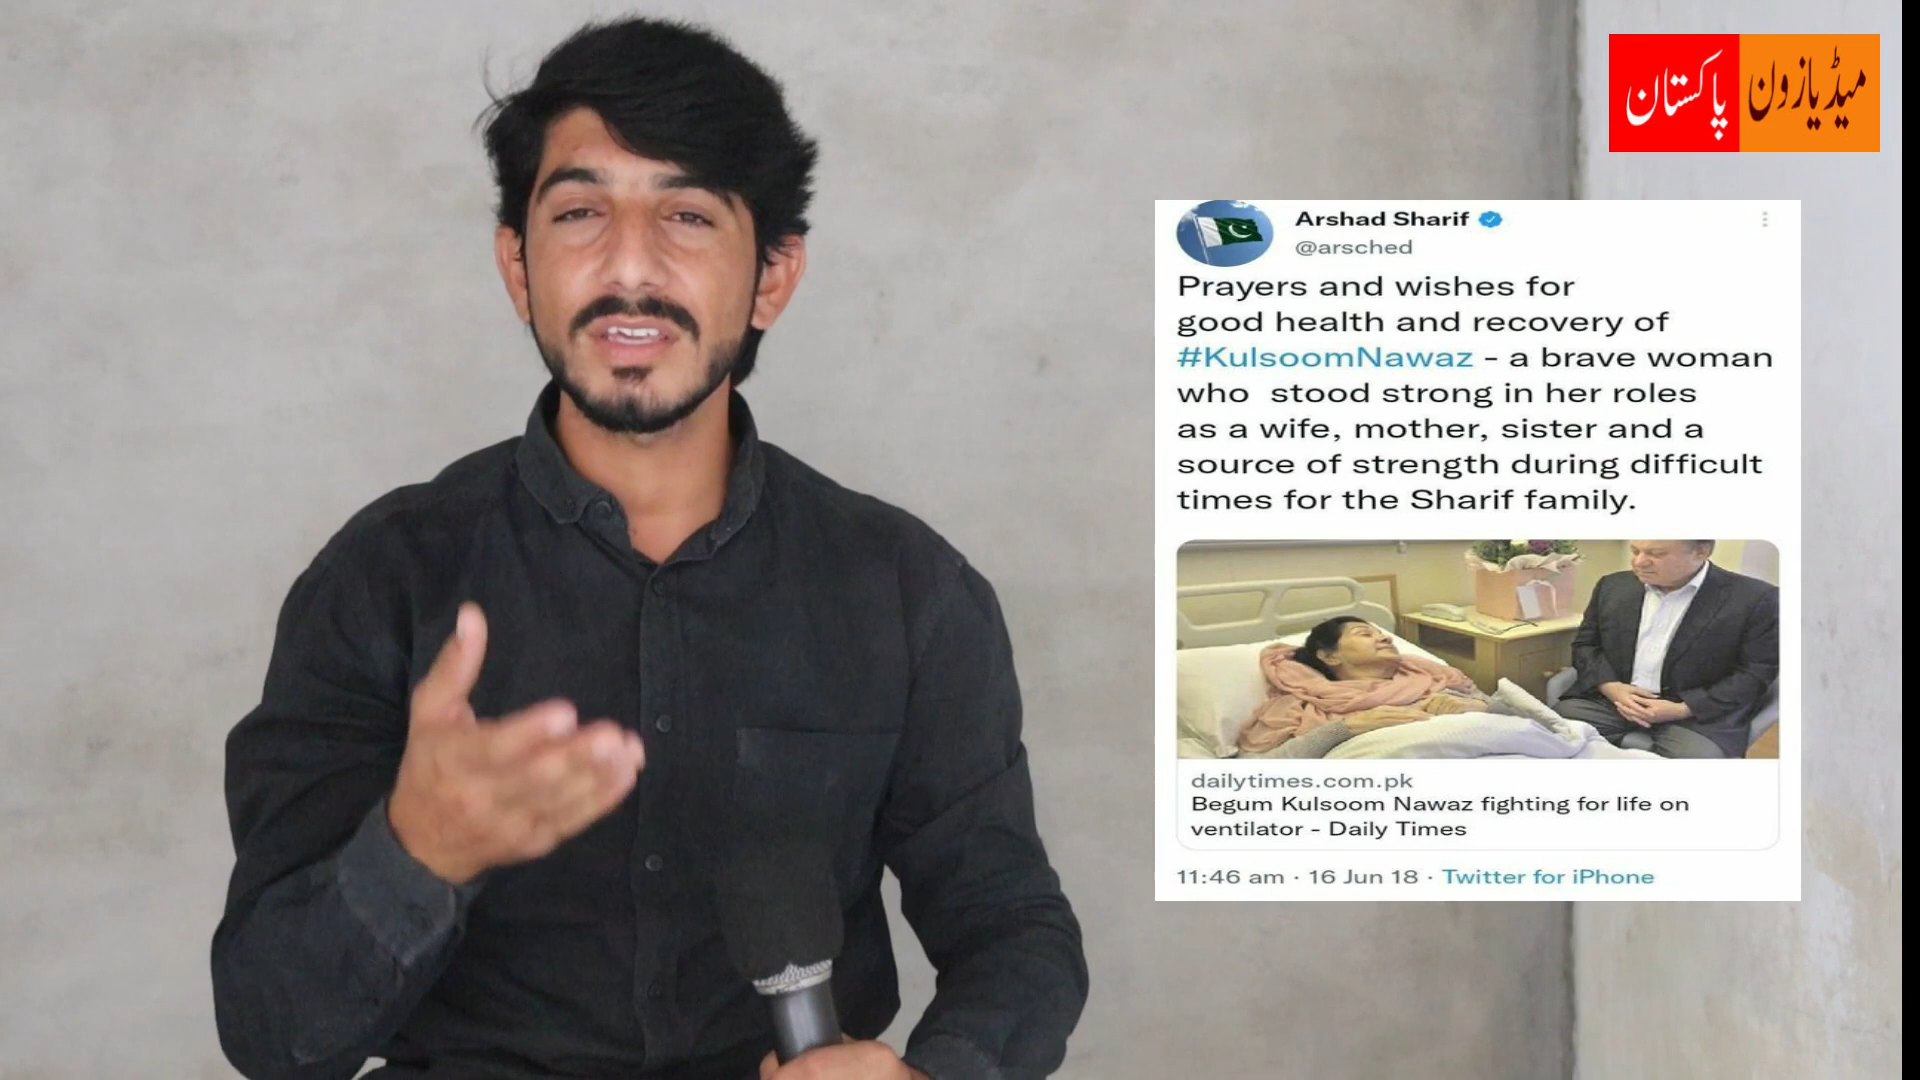 میڈیازون پاکستان
Arshad Sharif
@arsched
Prayers and wishes for
good health and recovery of
#KulsoomNawaz - a brave woman
who stood strong in her roles
as a wife, mother, sister and a
source of strength during difficult
times for the Sharif family.
dailytimes.com.pk
Begum Kulsoom Nawaz fighting for life on
ventilator - Daily Times
11:46 am · 16 Jun 18 · Twitter for iPhone